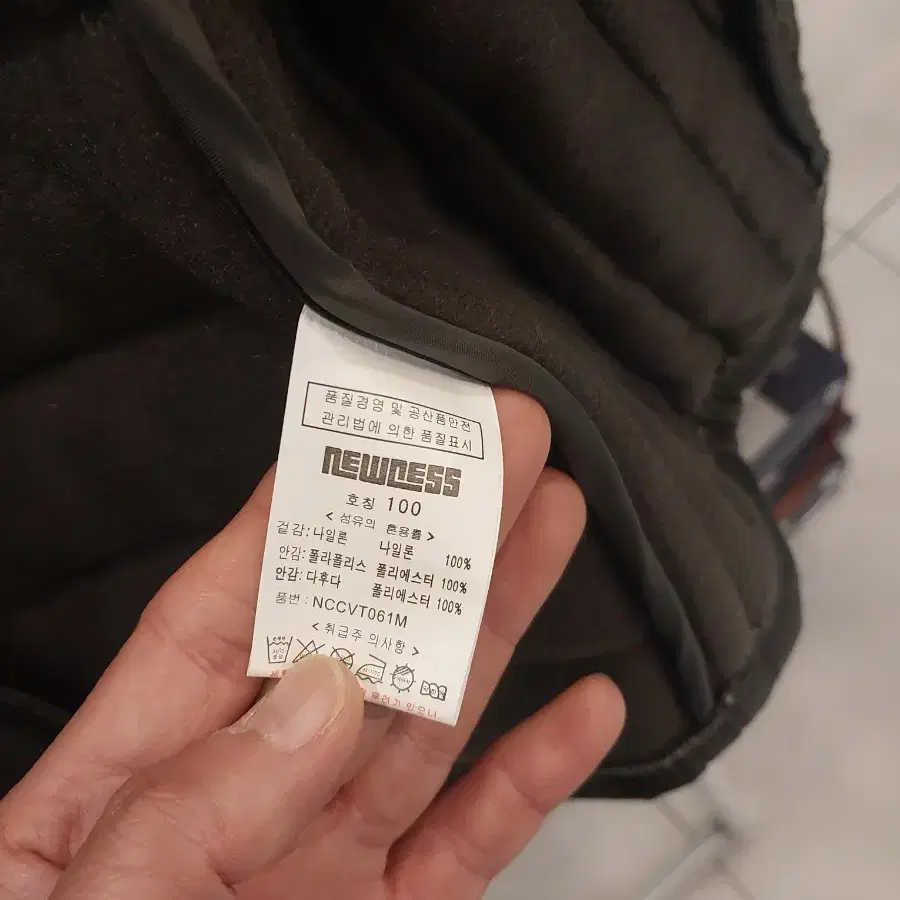 품질경영 및 공산품안전
관리법에 의한 품질표시
NEWCESS
호칭 100
< 섬유의 혼용률 >
겉감: 나일론 나일론 100%
안감: 폴라폴리스 폴리에스터 100%
안감: 다후다 폴리에스터 100%
품번 : NCCVT061M
< 취급주의사항 >
30℃